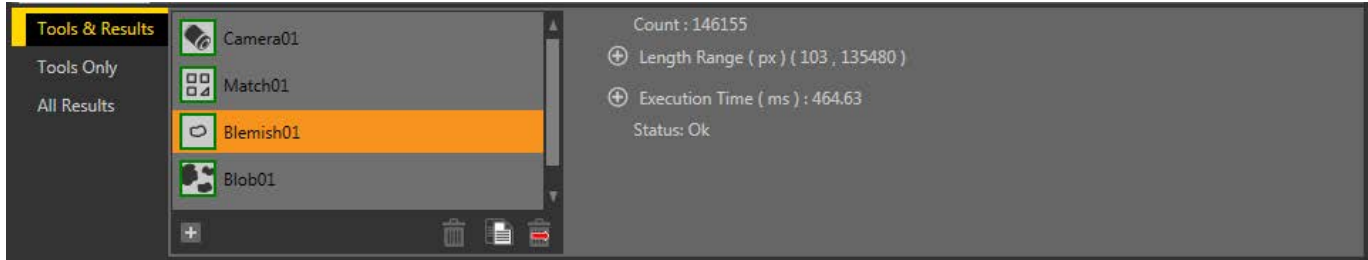 Tools & Results
Tools Only
All Results
Camera01
Match01
Blemish01
Blob01
Count : 146155
Length Range ( px ) ( 103 , 135480 )
Execution Time ( ms ) : 464.63
Status: Ok